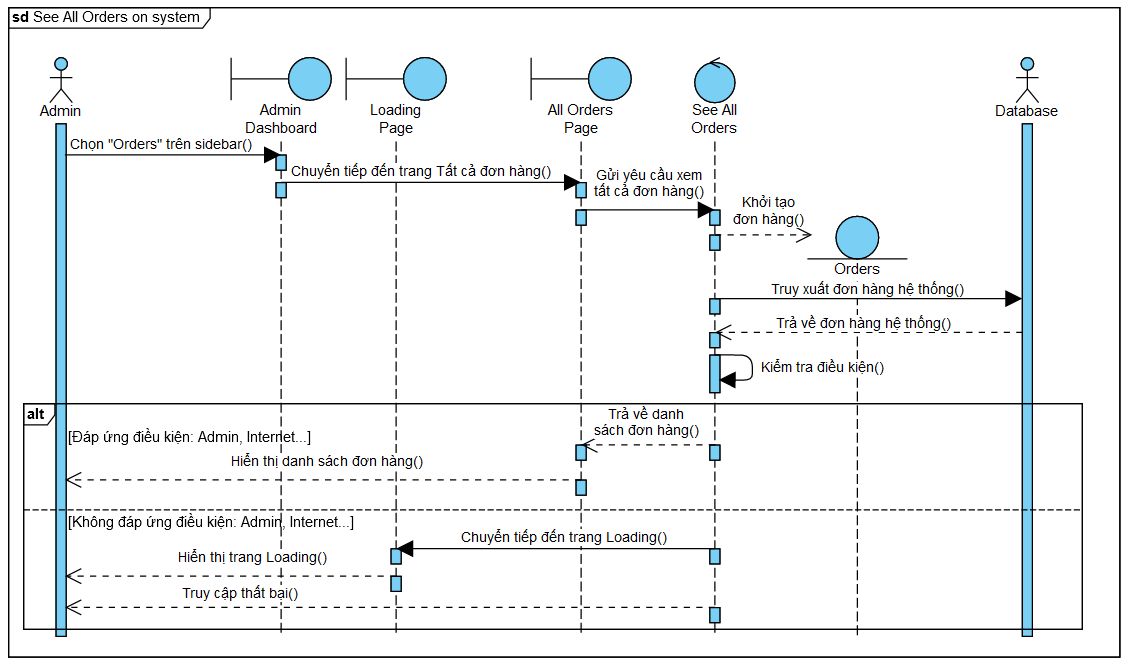 sd See All Orders on system
Admin
Admin
Dashboard
Loading
Page
All Orders
Page
See All
Orders
Database
Chọn "Orders" trên sidebar()
Chuyển tiếp đến trang Tất cả đơn hàng()
Gửi yêu cầu xem
tất cả đơn hàng()
Khởi tạo
đơn hàng()
Orders
Truy xuất đơn hàng hệ thống()
Trả về đơn hàng hệ thống()
Kiểm tra điều kiện()
alt
Trả về danh
sách đơn hàng()
[Đáp ứng điều kiện: Admin, Internet...]
Hiển thị danh sách đơn hàng()
[Không đáp ứng điều kiện: Admin, Internet...]
Chuyển tiếp đến trang Loading()
Hiển thị trang Loading()
Truy cập thất bại()